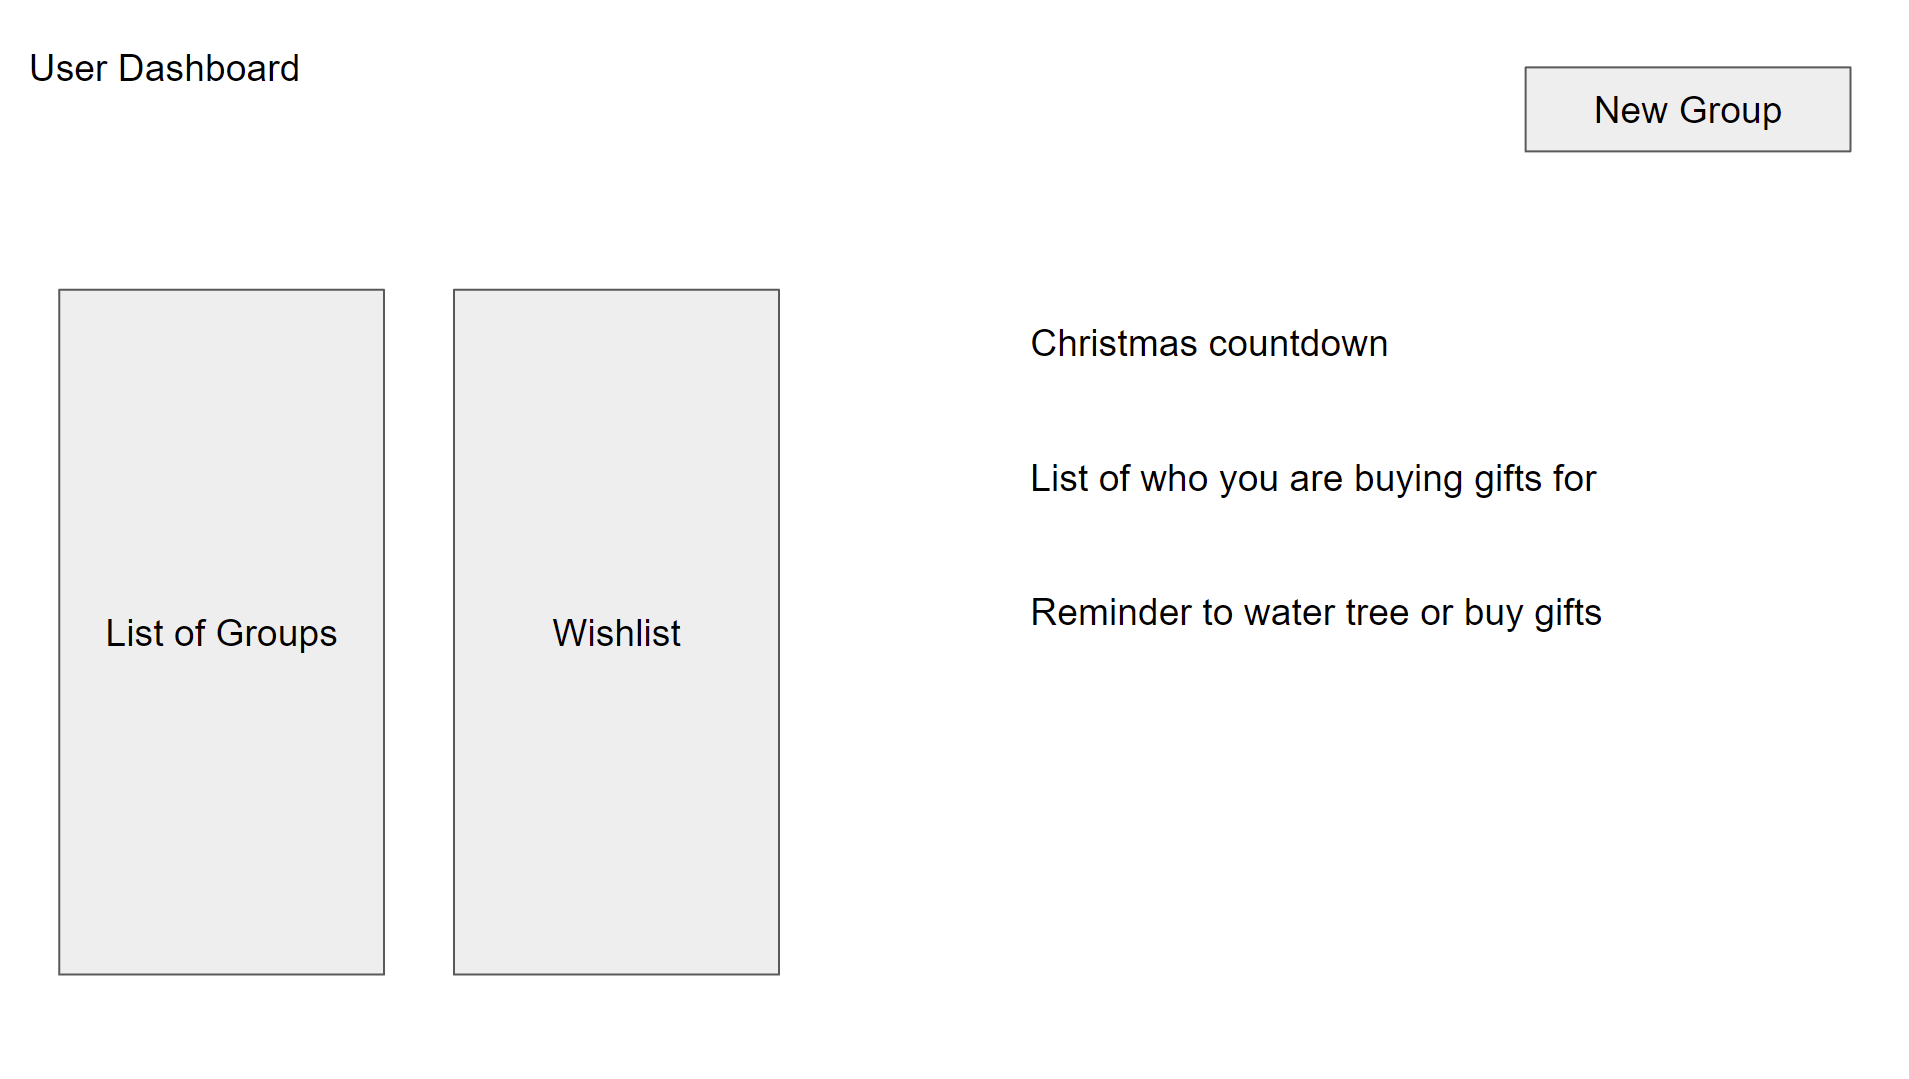 User Dashboard
New Group
List of Groups
Wishlist
Christmas countdown
List of who you are buying gifts for
Reminder to water tree or buy gifts